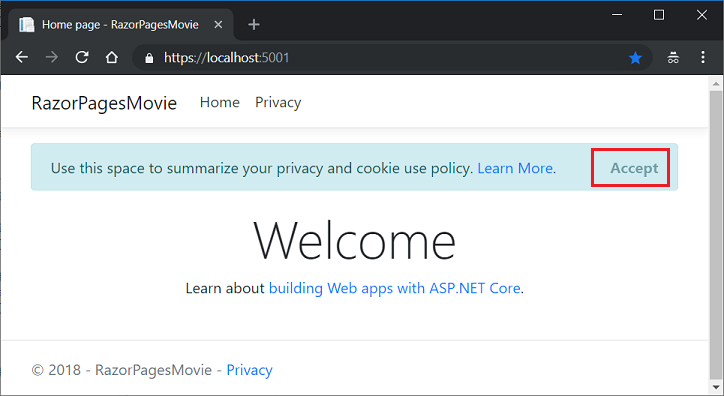 Home page - RazorPagesMovie
https://localhost:5001
RazorPagesMovie Home Privacy
Use this space to summarize your privacy and cookie use policy. Learn More. Accept
Welcome
Learn about building Web apps with ASP.NET Core.
© 2018 - RazorPagesMovie - Privacy